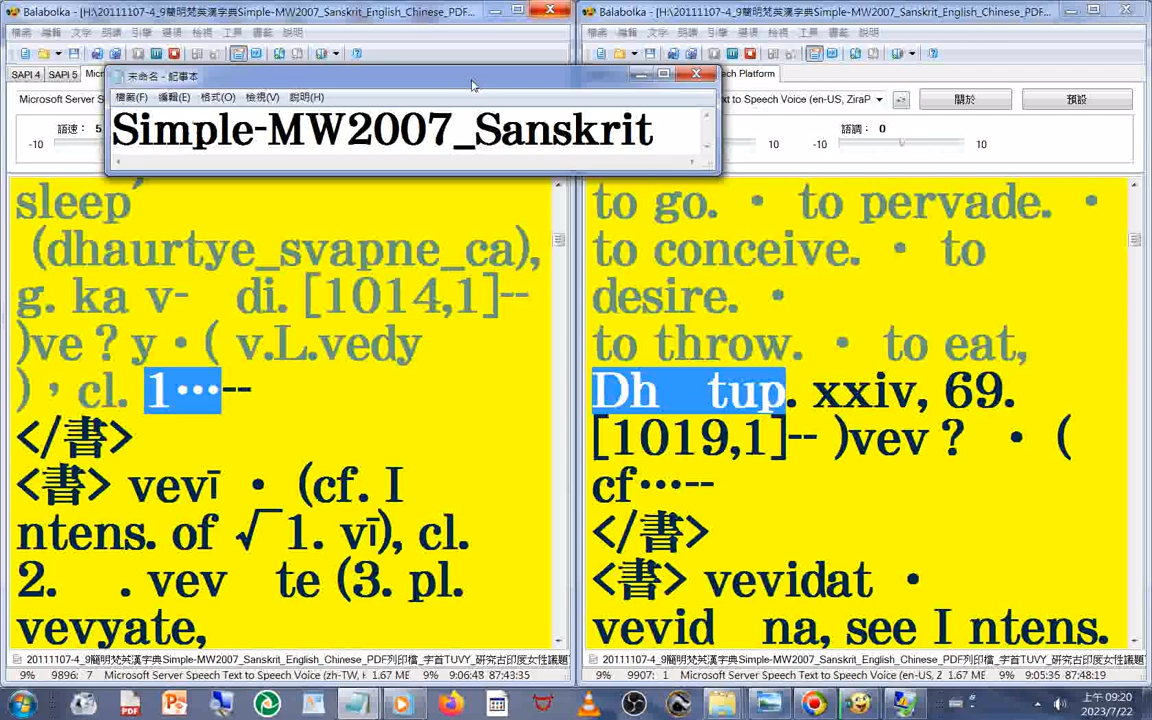 Balabolka - [H:\20111107-4_9簡明梵英漢字典Simple-MW2007_Sanskrit_English_Chinese_PDF...
Balabolka - [H:\20111107-4_9簡明梵英漢字典Simple-MW2007_Sanskrit_English_Chinese_PDF...
SAPI 4 SAPI 5
未命名 - 記事本
檔案(F) 編輯(E) 格式(O) 檢視(V) 說明(H)
Simple-MW2007_Sanskrit
ech Platform
Microsoft Server S
t to Speech Voice (en-US, ZiraP
關於
預設
語速: 5
-10
10
語調: 0
-10
10
sleep´
(dhaurtye_svapne_ca),
g. ka v- di. [1014,1]--
)ve ? y • ( v.L.vedy
) , cl. 1…--
</書>
<書> vevī • (cf. I
ntens. of √ 1. vī), cl.
2. . vev te (3. pl.
vevyate,
to go. • to pervade. •
to conceive. • to
desire. •
to throw. • to eat,
Dh tup. xxiv, 69.
[1019,1]-- )vev ? • (
cf…--
</書>
<書> vevidat •
vevid na, see I ntens.
20111107-4_9簡明梵英漢字典Simple-MW2007_Sanskrit_English_Chinese_PDF列印檔_字首TUVY_研究古印度女性議題
20111107-4_9簡明梵英漢字典Simple-MW2007_Sanskrit_English_Chinese_PDF列印檔_字首TUVY_研究古印度女性議題
9% 9896: 7 Microsoft Server Speech Text to Speech Voice (zh-TW, H 1.67 ME 9% 9:06:43 87:43:35
9% 9907: 1 Microsoft Server Speech Text to Speech Voice (en-US, Z 1.67 ME 9% 9:05:35 87:48:19
上午 09:20
2023/7/22